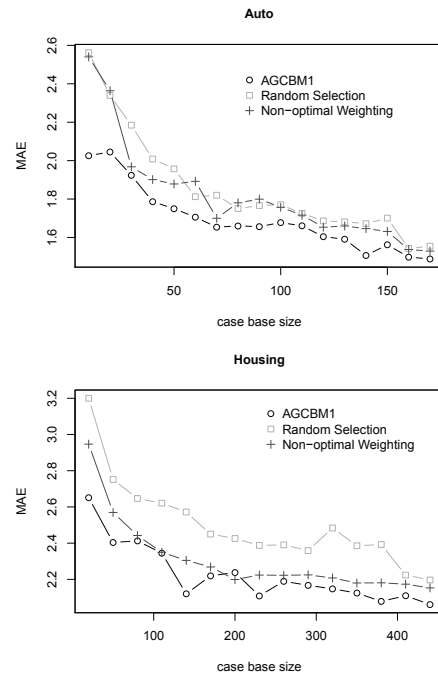 Auto
2.6
2.4
2.2
2.0
1.8
1.6
MAE
AGCBM1
Random Selection
Non−optimal Weighting
50
100
150
case base size
Housing
3.2
3.0
2.8
2.6
2.4
2.2
MAE
AGCBM1
Random Selection
Non−optimal Weighting
100
200
300
400
case base size